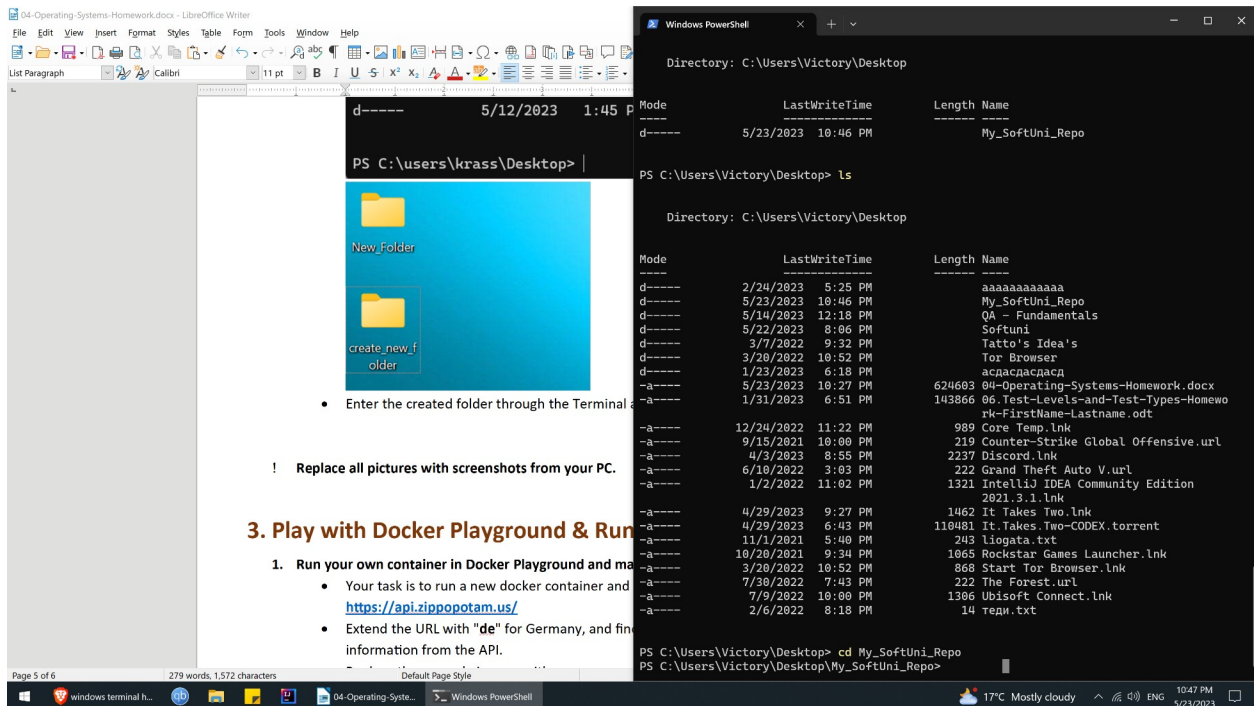 04-Operating-Systems-Homework.docx - LibreOffice Writer
File Edit View Insert Format Styles Table Form Tools Window Help
List Paragraph Calibri 11 pt
d----- 5/12/2023 1:45 P
PS C:\users\krass\Desktop>
New_Folder
create_new_f
older
• Enter the created folder through the Terminal a
! Replace all pictures with screenshots from your PC.
3. Play with Docker Playground & Run
1. Run your own container in Docker Playground and ma
• Your task is to run a new docker container and
https://api.zippopotam.us/
• Extend the URL with "de" for Germany, and find
information from the API.
Page 5 of 6 279 words, 1,572 characters Default Page Style
Windows PowerShell
Directory: C:\Users\Victory\Desktop
Mode LastWriteTime Length Name
---- ------------- ------ ----
d----- 5/23/2023 10:46 PM My_SoftUni_Repo
PS C:\Users\Victory\Desktop> ls
Directory: C:\Users\Victory\Desktop
Mode LastWriteTime Length Name
---- ------------- ------ ----
d----- 2/24/2023 5:25 PM aaaaaaaaaaaa
d----- 5/23/2023 10:46 PM My_SoftUni_Repo
d----- 5/14/2023 12:18 PM QA - Fundamentals
d----- 5/22/2023 8:06 PM Softuni
d----- 3/7/2022 9:32 PM Tatto's Idea's
d----- 3/20/2022 10:52 PM Tor Browser
d----- 1/23/2023 6:18 PM асдасдасдасд
-a---- 5/23/2023 10:27 PM 624603 04-Operating-Systems-Homework.docx
-a---- 1/31/2023 6:51 PM 143866 06.Test-Levels-and-Test-Types-Homewo
rk-FirstName-Lastname.odt
-a---- 12/24/2022 11:22 PM 989 Core Temp.lnk
-a---- 9/15/2021 10:00 PM 219 Counter-Strike Global Offensive.url
-a---- 4/3/2023 8:55 PM 2237 Discord.lnk
-a---- 6/10/2022 3:03 PM 222 Grand Theft Auto V.url
-a---- 1/2/2022 11:02 PM 1321 IntelliJ IDEA Community Edition
2021.3.1.lnk
-a---- 4/29/2023 9:27 PM 1462 It Takes Two.lnk
-a---- 4/29/2023 6:43 PM 110481 It.Takes.Two-CODEX.torrent
-a---- 11/1/2021 5:40 PM 243 liogata.txt
-a---- 10/20/2021 9:34 PM 1065 Rockstar Games Launcher.lnk
-a---- 3/20/2022 10:52 PM 868 Start Tor Browser.lnk
-a---- 7/30/2022 7:43 PM 222 The Forest.url
-a---- 7/9/2022 10:00 PM 1306 Ubisoft Connect.lnk
-a---- 2/6/2022 8:18 PM 14 теди.txt
PS C:\Users\Victory\Desktop> cd My_SoftUni_Repo
PS C:\Users\Victory\Desktop\My_SoftUni_Repo>
windows terminal h... qb 04-Operating-Syste... Windows PowerShell 17°C Mostly cloudy ENG 10:47 PM
5/23/2023